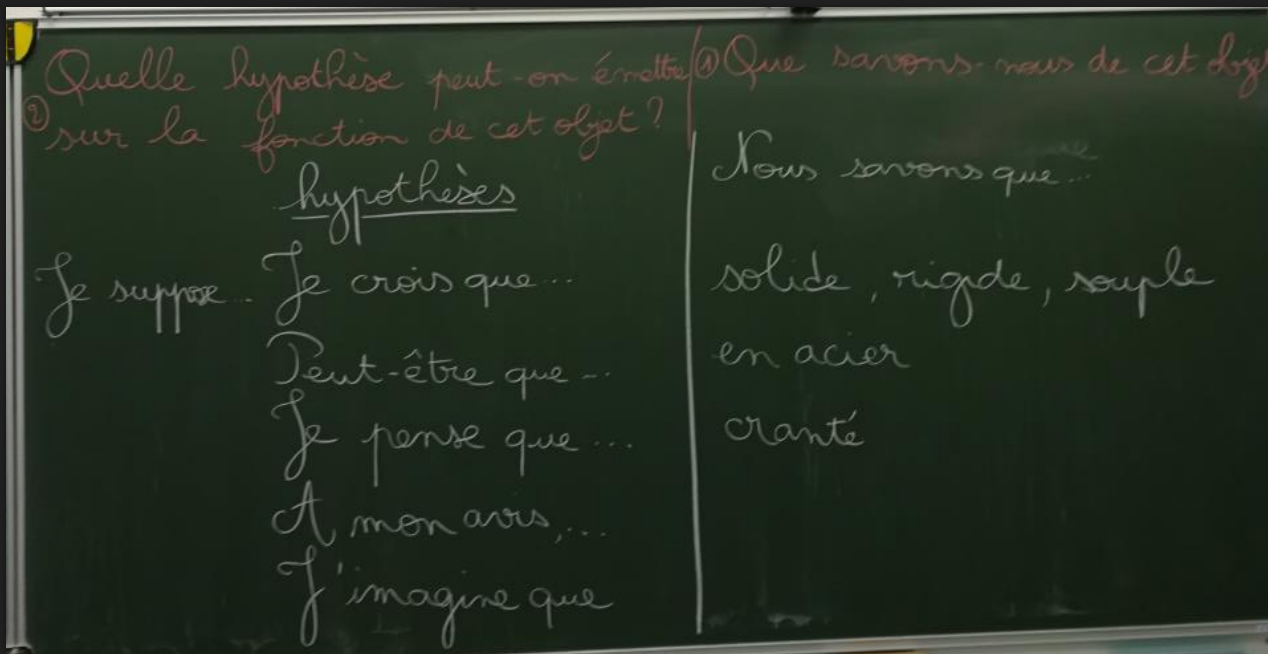 ② Quelle hypothèse peut-on émettre
sur la fonction de cet objet ?
hypothèses
Je suppose... Je crois que...
Peut-être que...
Je pense que...
A mon avis,...
J'imagine que
① Que savons-nous de cet objet
Nous savons que...
solide, rigide, souple
en acier
cranté